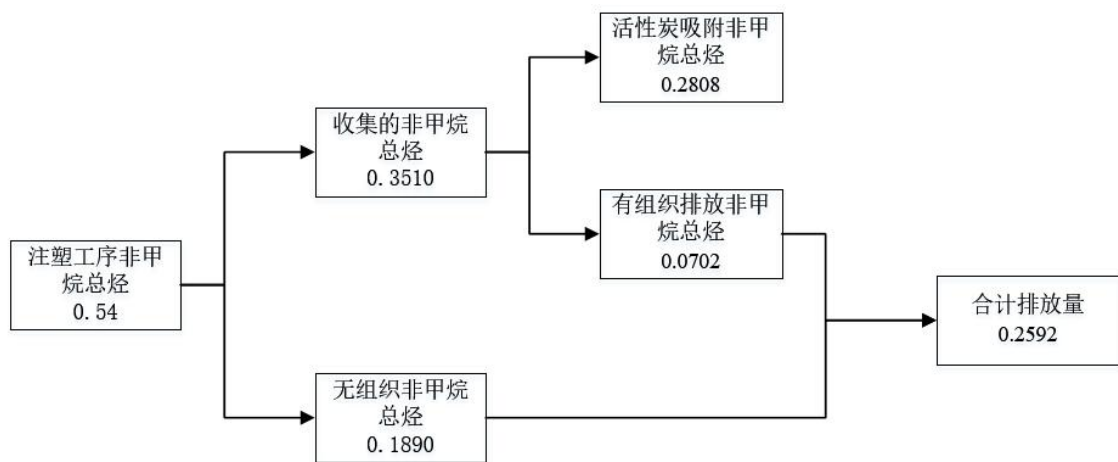 活性炭吸附非甲
烷总烃
0.2808
收集的非甲烷
总烃
0.3510
有组织排放非甲
烷总烃
0.0702
注塑工序非甲
烷总烃
0.54
合计排放量
0.2592
无组织非甲烷
总烃
0.1890